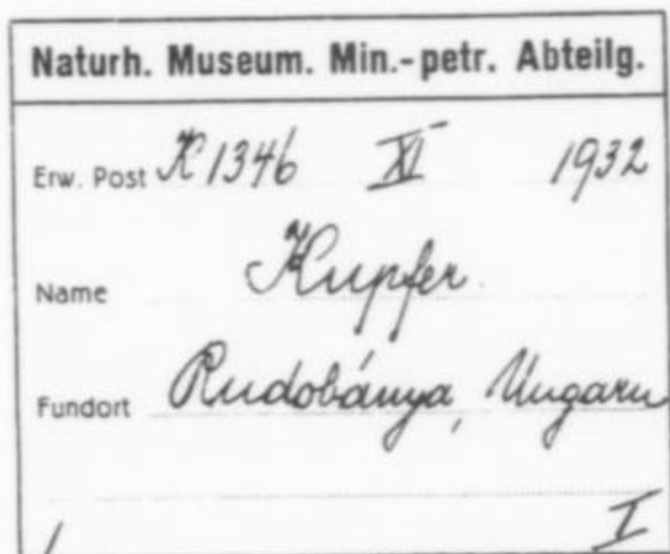 Naturh. Museum. Min.-petr. Abteilg.
Erw. Post K 1346 XI 1932
Name Kupfer.
Fundort Rudobánya, Ungarn
I